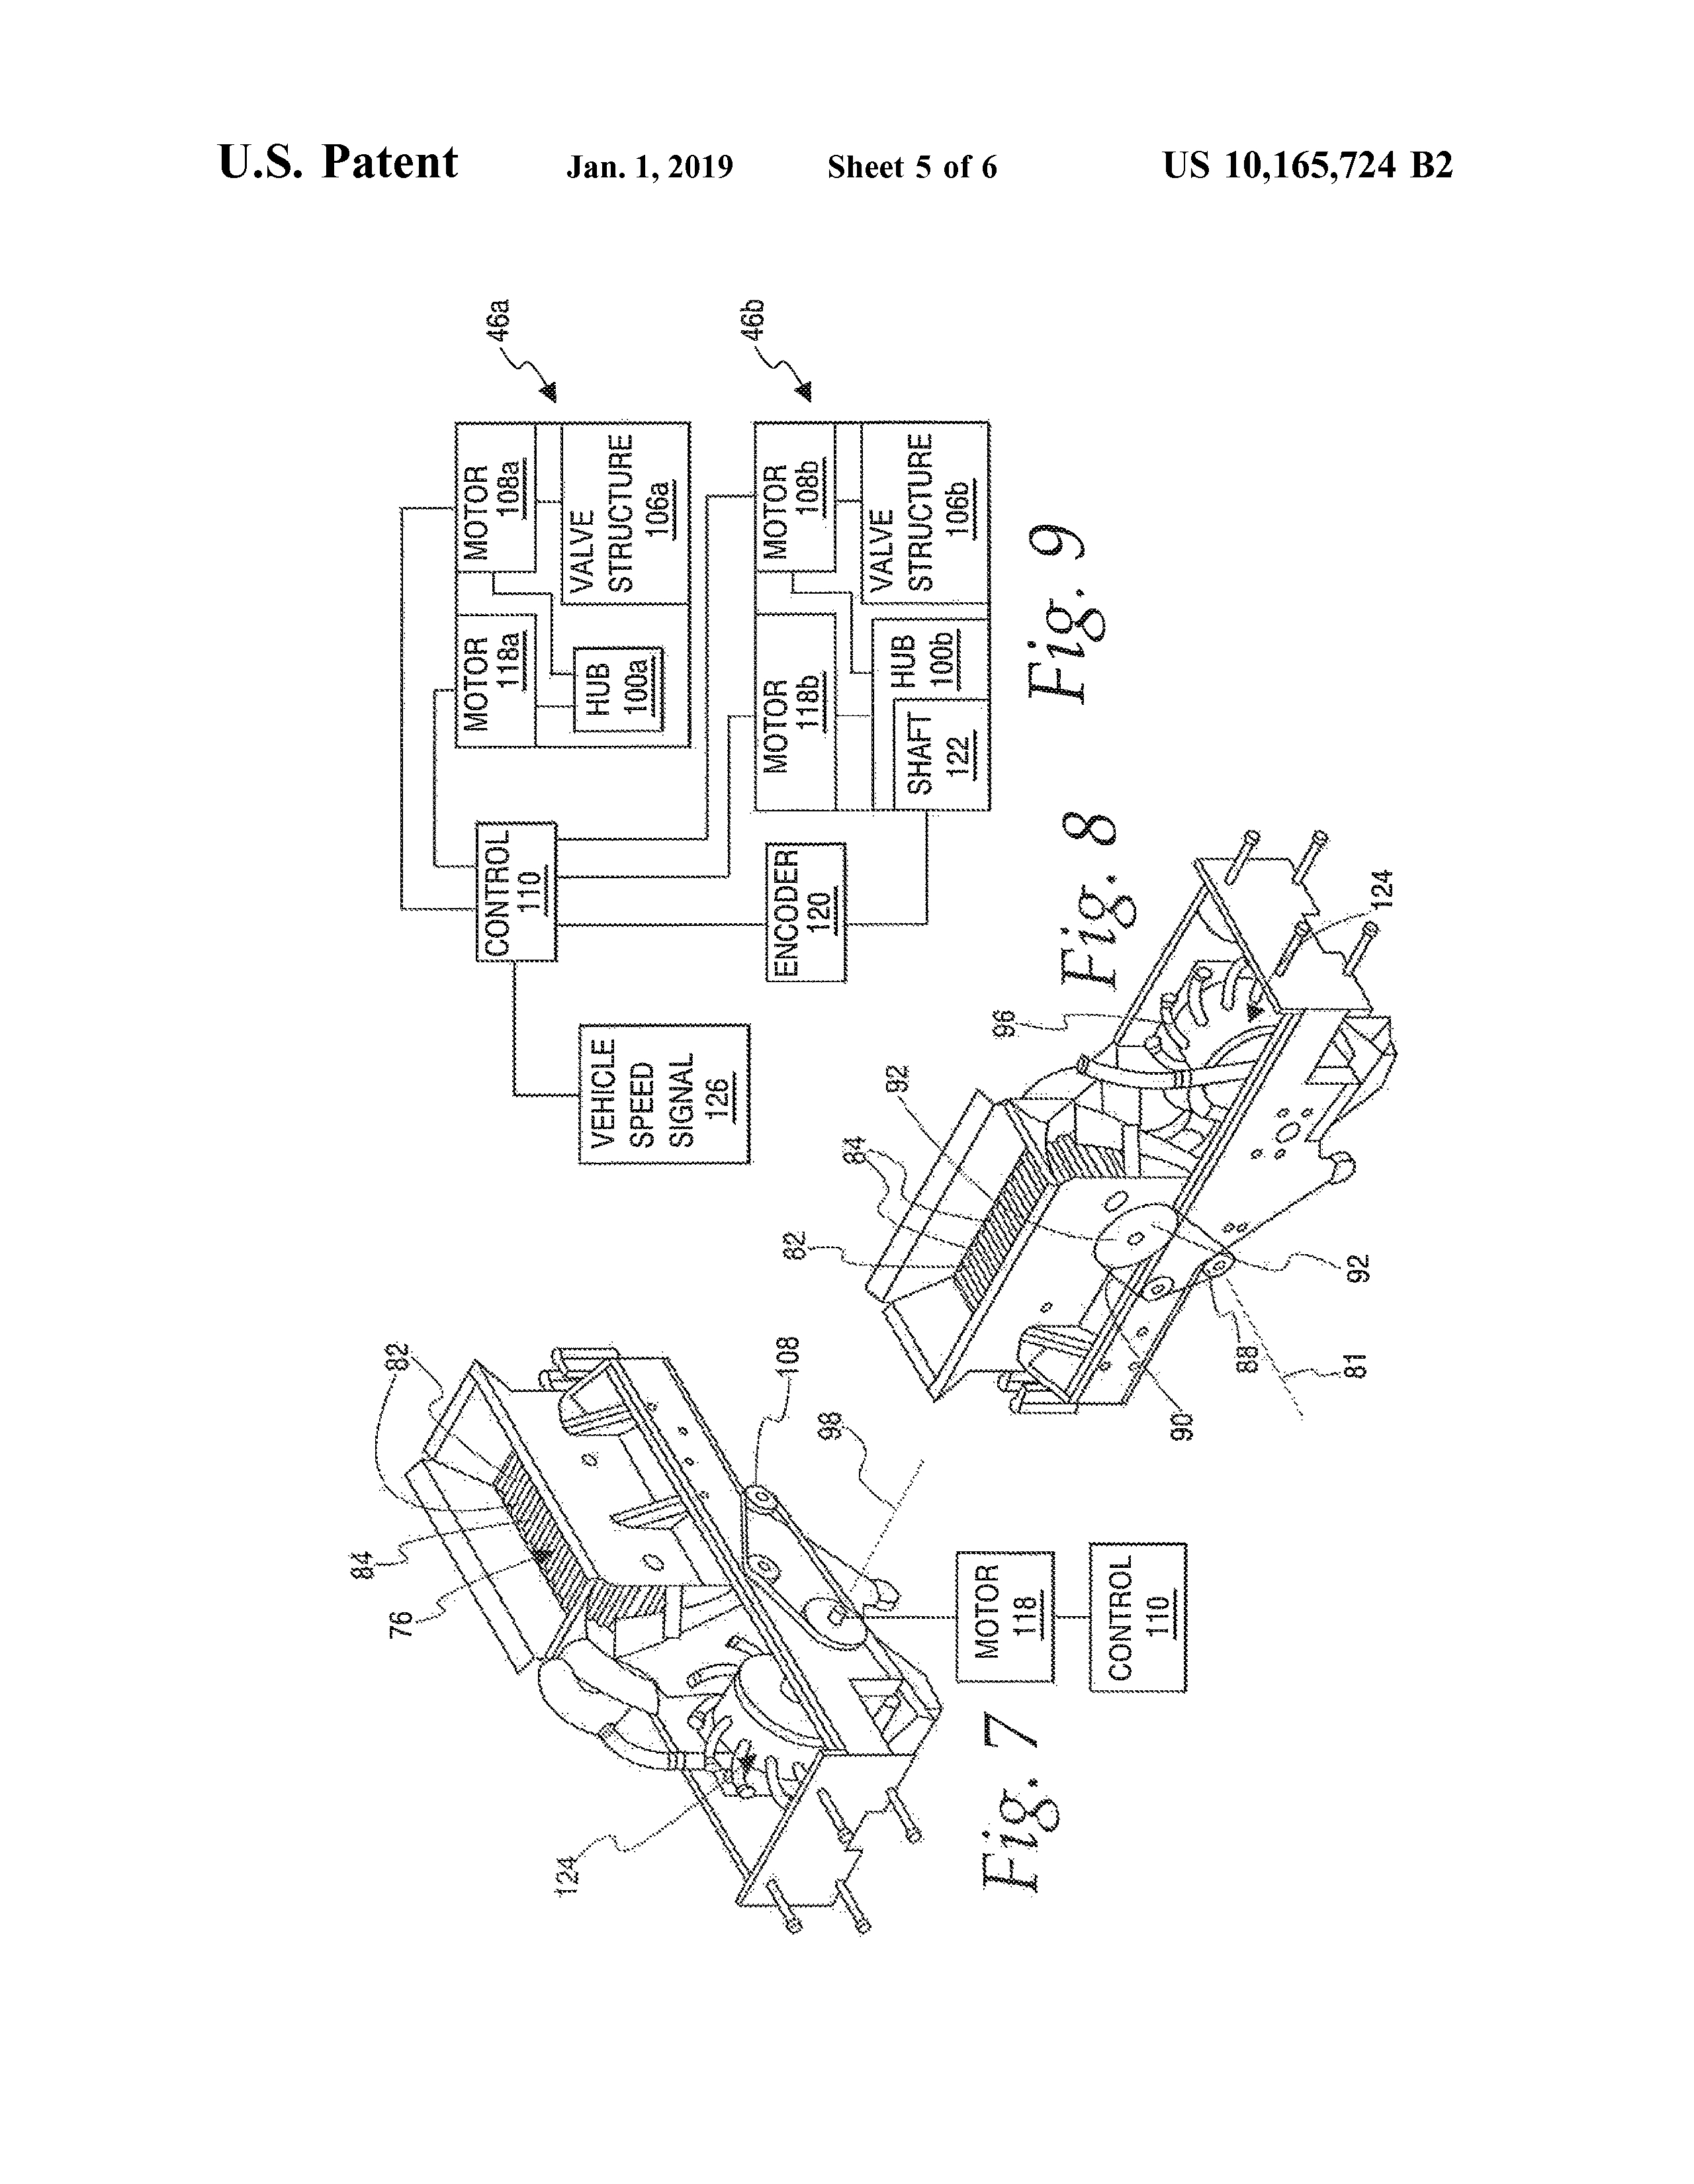 U.S. Patent Jan. 1, 2019 Sheet 5 of 6 US 10,165,724 B2
46a
MOTOR
108a
VALVE
STRUCTURE
106a
MOTOR
118a
HUB
100a
46b
MOTOR
108b
VALVE
STRUCTURE
106b
MOTOR
118b
HUB
100b
SHAFT
122
CONTROL
110
ENCODER
120
VEHICLE
SPEED
SIGNAL
126
Fig. 9
82
84
76
124
108
98
MOTOR
118
CONTROL
110
Fig. 7
82
84
92
96
124
92
88
81
90
Fig. 8